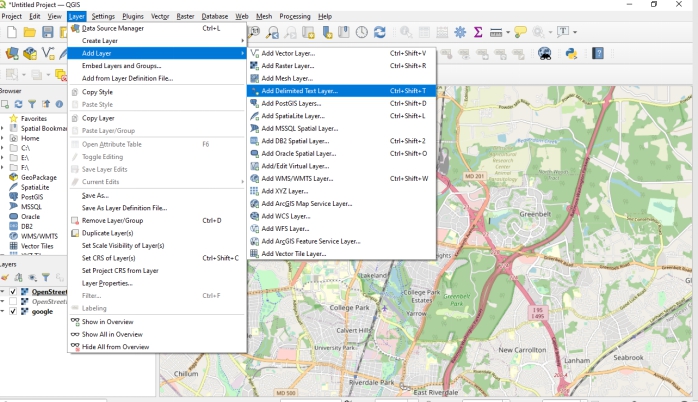 *Untitled Project — QGIS
Project Edit View Layer Settings Plugins Vector Raster Database Web Mesh Processing Help
Data Source Manager Ctrl+L
Create Layer
Add Layer
Embed Layers and Groups...
Add from Layer Definition File...
Copy Style
Paste Style
Copy Layer
Paste Layer/Group
Open Attribute Table F6
Toggle Editing
Save Layer Edits
Current Edits
Save As...
Save As Layer Definition File...
Remove Layer/Group Ctrl+D
Duplicate Layer(s)
Set Scale Visibility of Layer(s)
Set CRS of Layer(s) Ctrl+Shift+C
Set Project CRS from Layer
Layer Properties...
Filter... Ctrl+F
Labeling
Show in Overview
Show All in Overview
Hide All from Overview
Add Vector Layer... Ctrl+Shift+V
Add Raster Layer... Ctrl+Shift+R
Add Mesh Layer...
Add Delimited Text Layer... Ctrl+Shift+T
Add PostGIS Layers... Ctrl+Shift+D
Add SpatiaLite Layer... Ctrl+Shift+L
Add MSSQL Spatial Layer...
Add DB2 Spatial Layer... Ctrl+Shift+2
Add Oracle Spatial Layer... Ctrl+Shift+O
Add/Edit Virtual Layer...
Add WMS/WMTS Layer... Ctrl+Shift+W
Add XYZ Layer...
Add ArcGIS Map Service Layer...
Add WCS Layer...
Add WFS Layer...
Add ArcGIS Feature Service Layer...
Add Vector Tile Layer...
Browser
Favorites
Spatial Bookmar
Home
C:\
E:\
F:\
GeoPackage
SpatiaLite
PostGIS
MSSQL
Oracle
DB2
WMS/WMTS
Vector Tiles
Layers
OpenStreet
OpenStreet
google
MD 201
Greenbelt
Lakeland
College Park
Estates
Yarrow
Greenbelt
Park
College Park
Calvert Hills
University Park
Riverdale Park
Chillum
MD 500
East Riverdale
I 95
I 495
New Carrollton
Lanham
Seabrook